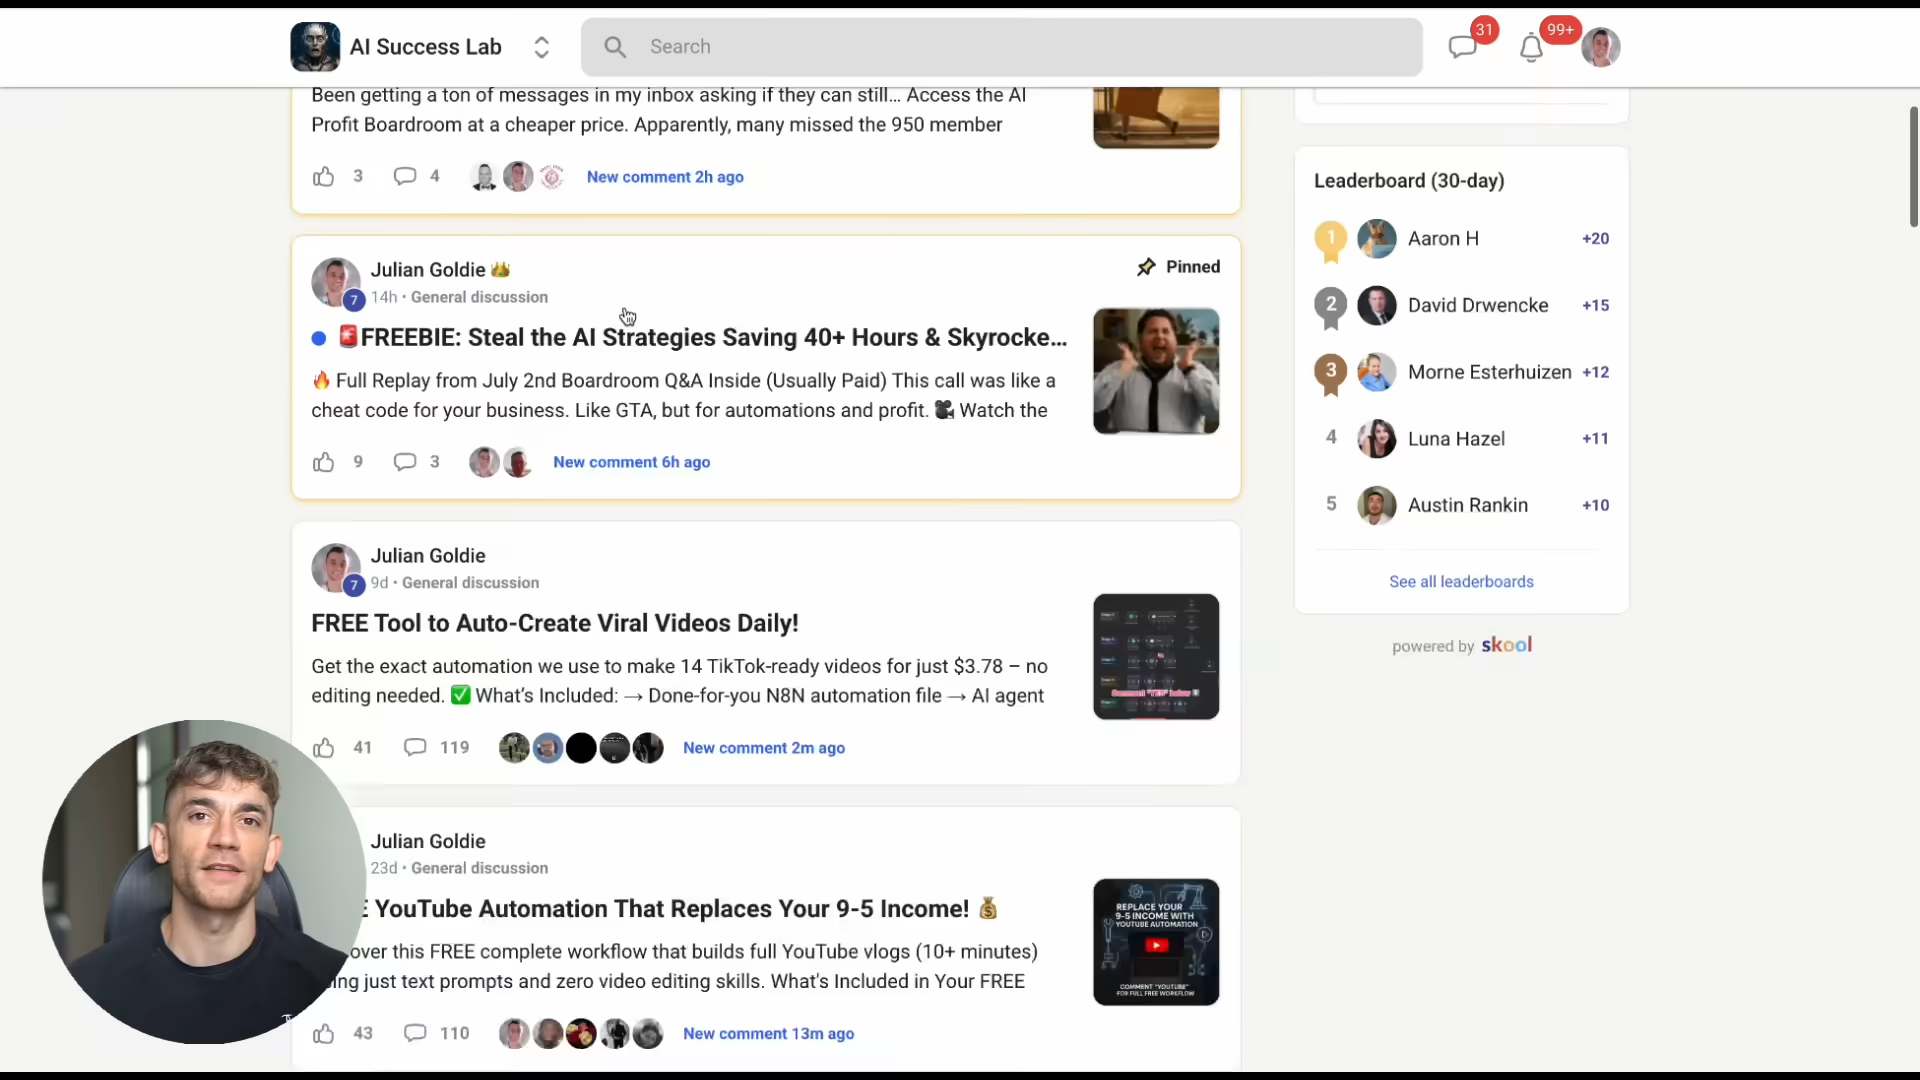 AI Success Lab
Search
31
99+
Been getting a ton of messages in my inbox asking if they can still... Access the AI
Profit Boardroom at a cheaper price. Apparently, many missed the 950 member
3
4
New comment 2h ago
Julian Goldie
Pinned
7
14h • General discussion
🚨FREEBIE: Steal the AI Strategies Saving 40+ Hours & Skyrocke...
🔥 Full Replay from July 2nd Boardroom Q&A Inside (Usually Paid) This call was like a
cheat code for your business. Like GTA, but for automations and profit. 🎥 Watch the
9
3
New comment 6h ago
Julian Goldie
7
9d • General discussion
FREE Tool to Auto-Create Viral Videos Daily!
Get the exact automation we use to make 14 TikTok-ready videos for just $3.78 – no
editing needed. ✅ What's Included: → Done-for-you N8N automation file → AI agent
41
119
New comment 2m ago
Julian Goldie
23d • General discussion
E YouTube Automation That Replaces Your 9-5 Income! 💰
over this FREE complete workflow that builds full YouTube vlogs (10+ minutes)
ng just text prompts and zero video editing skills. What's Included in Your FREE
REPLACE YOUR
9-5 INCOME WITH
YOUTUBE AUTOMATION
COMMENT "YOUTUBE"
FOR FULL FREE WORKFLOW
43
110
New comment 13m ago
Leaderboard (30-day)
1
Aaron H
+20
2
David Drwencke
+15
3
Morne Esterhuizen
+12
4
Luna Hazel
+11
5
Austin Rankin
+10
See all leaderboards
powered by skool